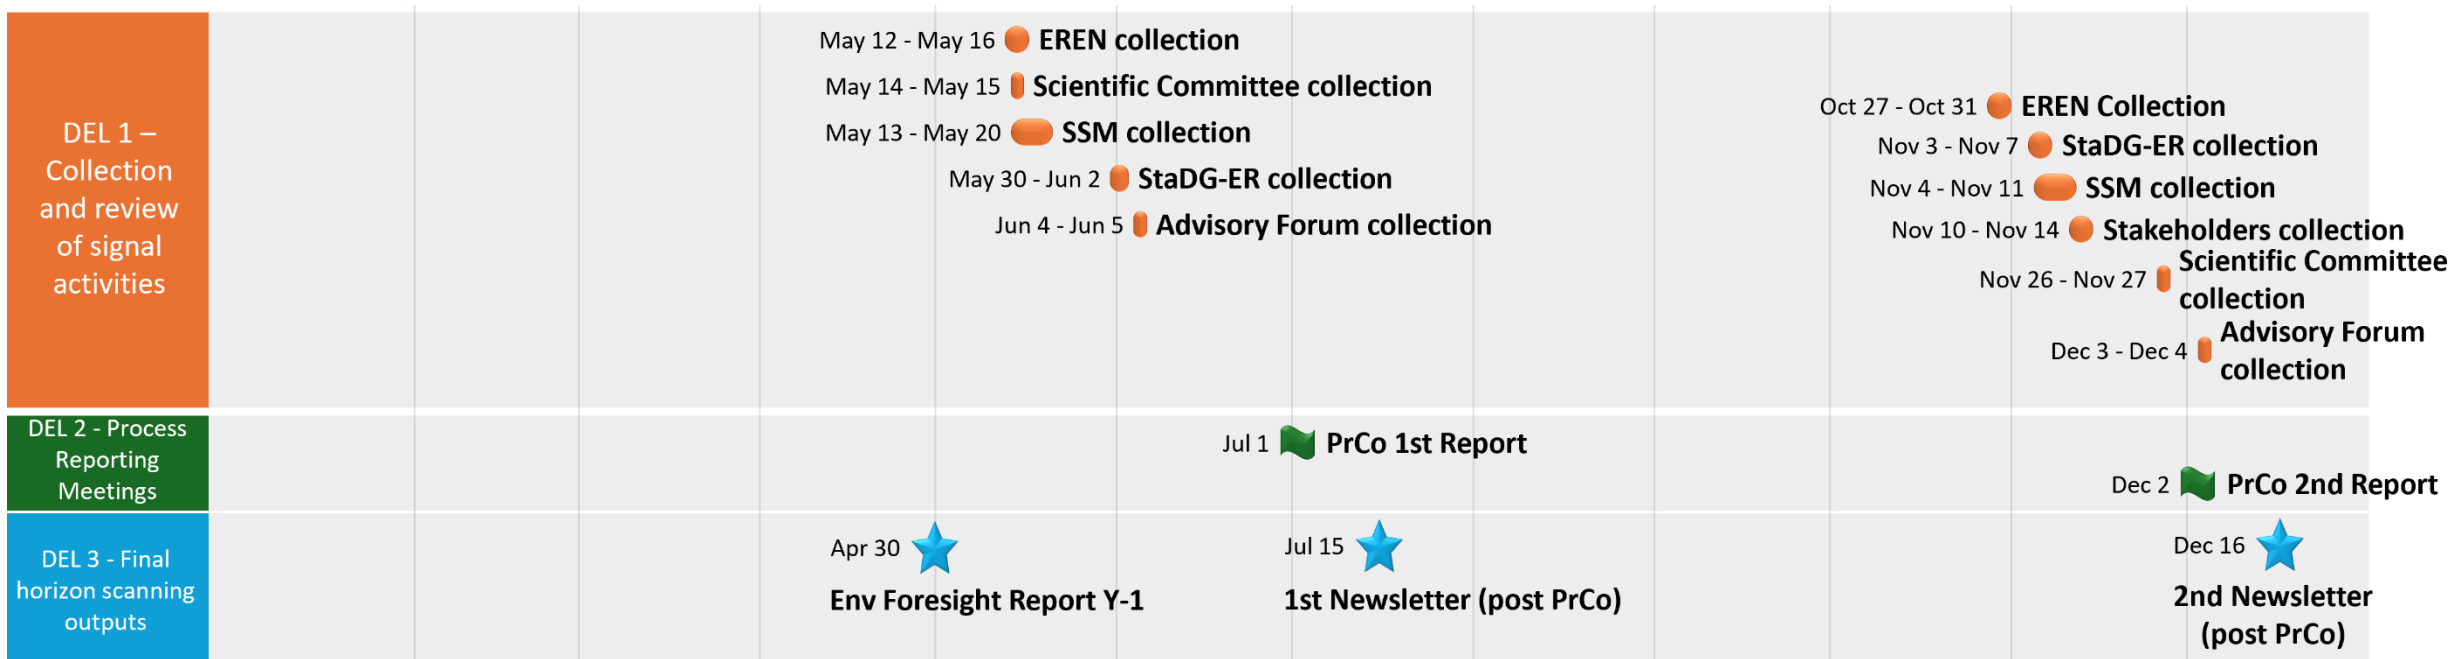 DEL 1 –
Collection
and review
of signal
activities
May 12 - May 16 EREN collection
May 14 - May 15 Scientific Committee collection
May 13 - May 20 SSM collection
May 30 - Jun 2 StaDG-ER collection
Jun 4 - Jun 5 Advisory Forum collection
Oct 27 - Oct 31 EREN Collection
Nov 3 - Nov 7 StaDG-ER collection
Nov 4 - Nov 11 SSM collection
Nov 10 - Nov 14 Stakeholders collection
Nov 26 - Nov 27 Scientific Committee
collection
Dec 3 - Dec 4 Advisory Forum
collection
DEL 2 - Process
Reporting
Meetings
Jul 1 PrCo 1st Report
Dec 2 PrCo 2nd Report
DEL 3 - Final
horizon scanning
outputs
Apr 30
Env Foresight Report Y-1
Jul 15
1st Newsletter (post PrCo)
Dec 16
2nd Newsletter
(post PrCo)